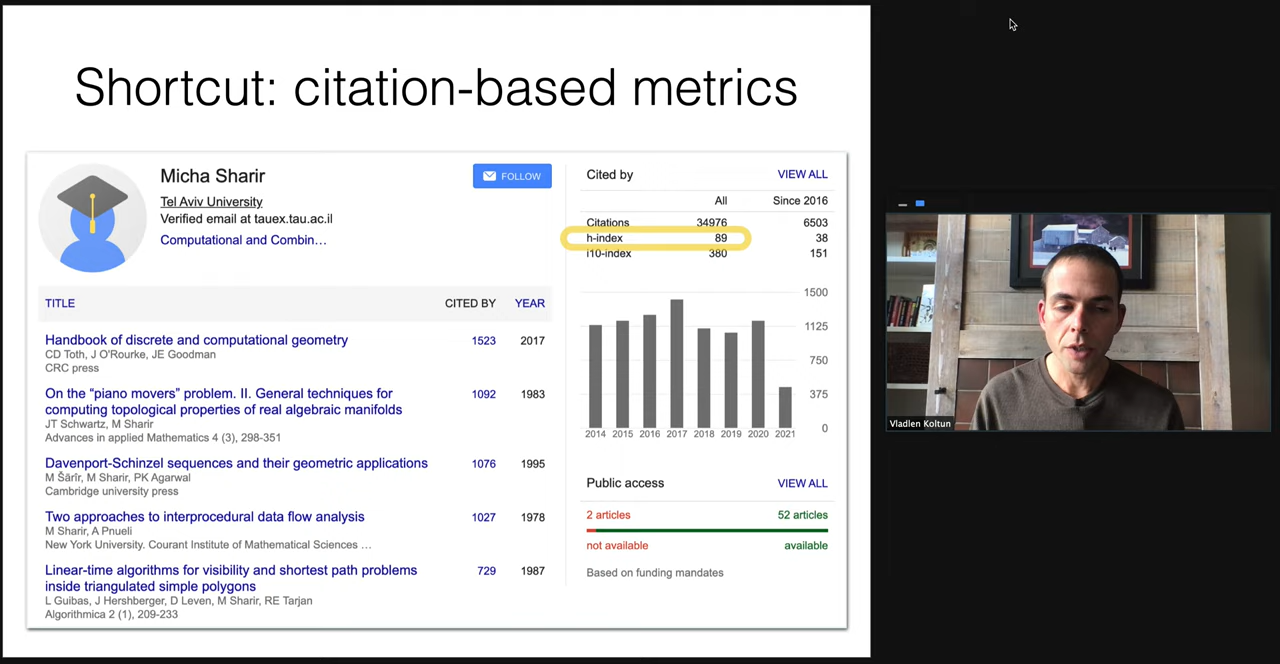 Shortcut: citation-based metrics
Micha Sharir
FOLLOW
Tel Aviv University
Verified email at tauex.tau.ac.il
Computational and Combin…
TITLE CITED BY YEAR
Handbook of discrete and computational geometry 1523 2017
CD Toth, J O'Rourke, JE Goodman
CRC press
On the “piano movers” problem. II. General techniques for 1092 1983
computing topological properties of real algebraic manifolds
JT Schwartz, M Sharir
Advances in applied Mathematics 4 (3), 298-351
Davenport-Schinzel sequences and their geometric applications 1076 1995
M Šārīr, M Sharir, PK Agarwal
Cambridge university press
Two approaches to interprocedural data flow analysis 1027 1978
M Sharir, A Pnueli
New York University. Courant Institute of Mathematical Sciences …
Linear-time algorithms for visibility and shortest path problems 729 1987
inside triangulated simple polygons
L Guibas, J Hershberger, D Leven, M Sharir, RE Tarjan
Algorithmica 2 (1), 209-233
Cited by VIEW ALL
All Since 2016
Citations 34976 6503
h-index 89 38
i10-index 380 151
1500
1125
750
375
0
2014 2015 2016 2017 2018 2019 2020 2021
Public access VIEW ALL
2 articles 52 articles
not available available
Based on funding mandates
Vladlen Koltun